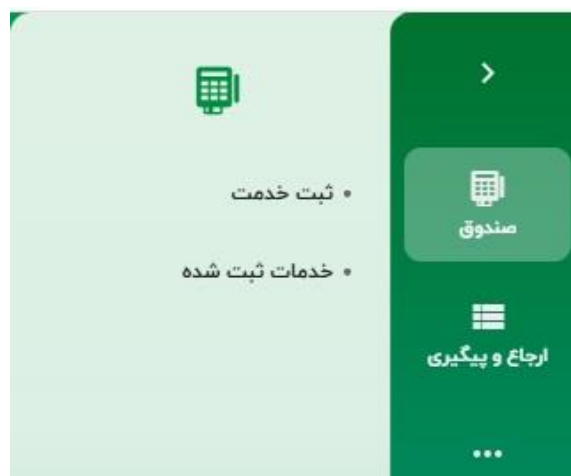 صندوق
ارجاع و پیگیری
• ثبت خدمت
• خدمات ثبت شده